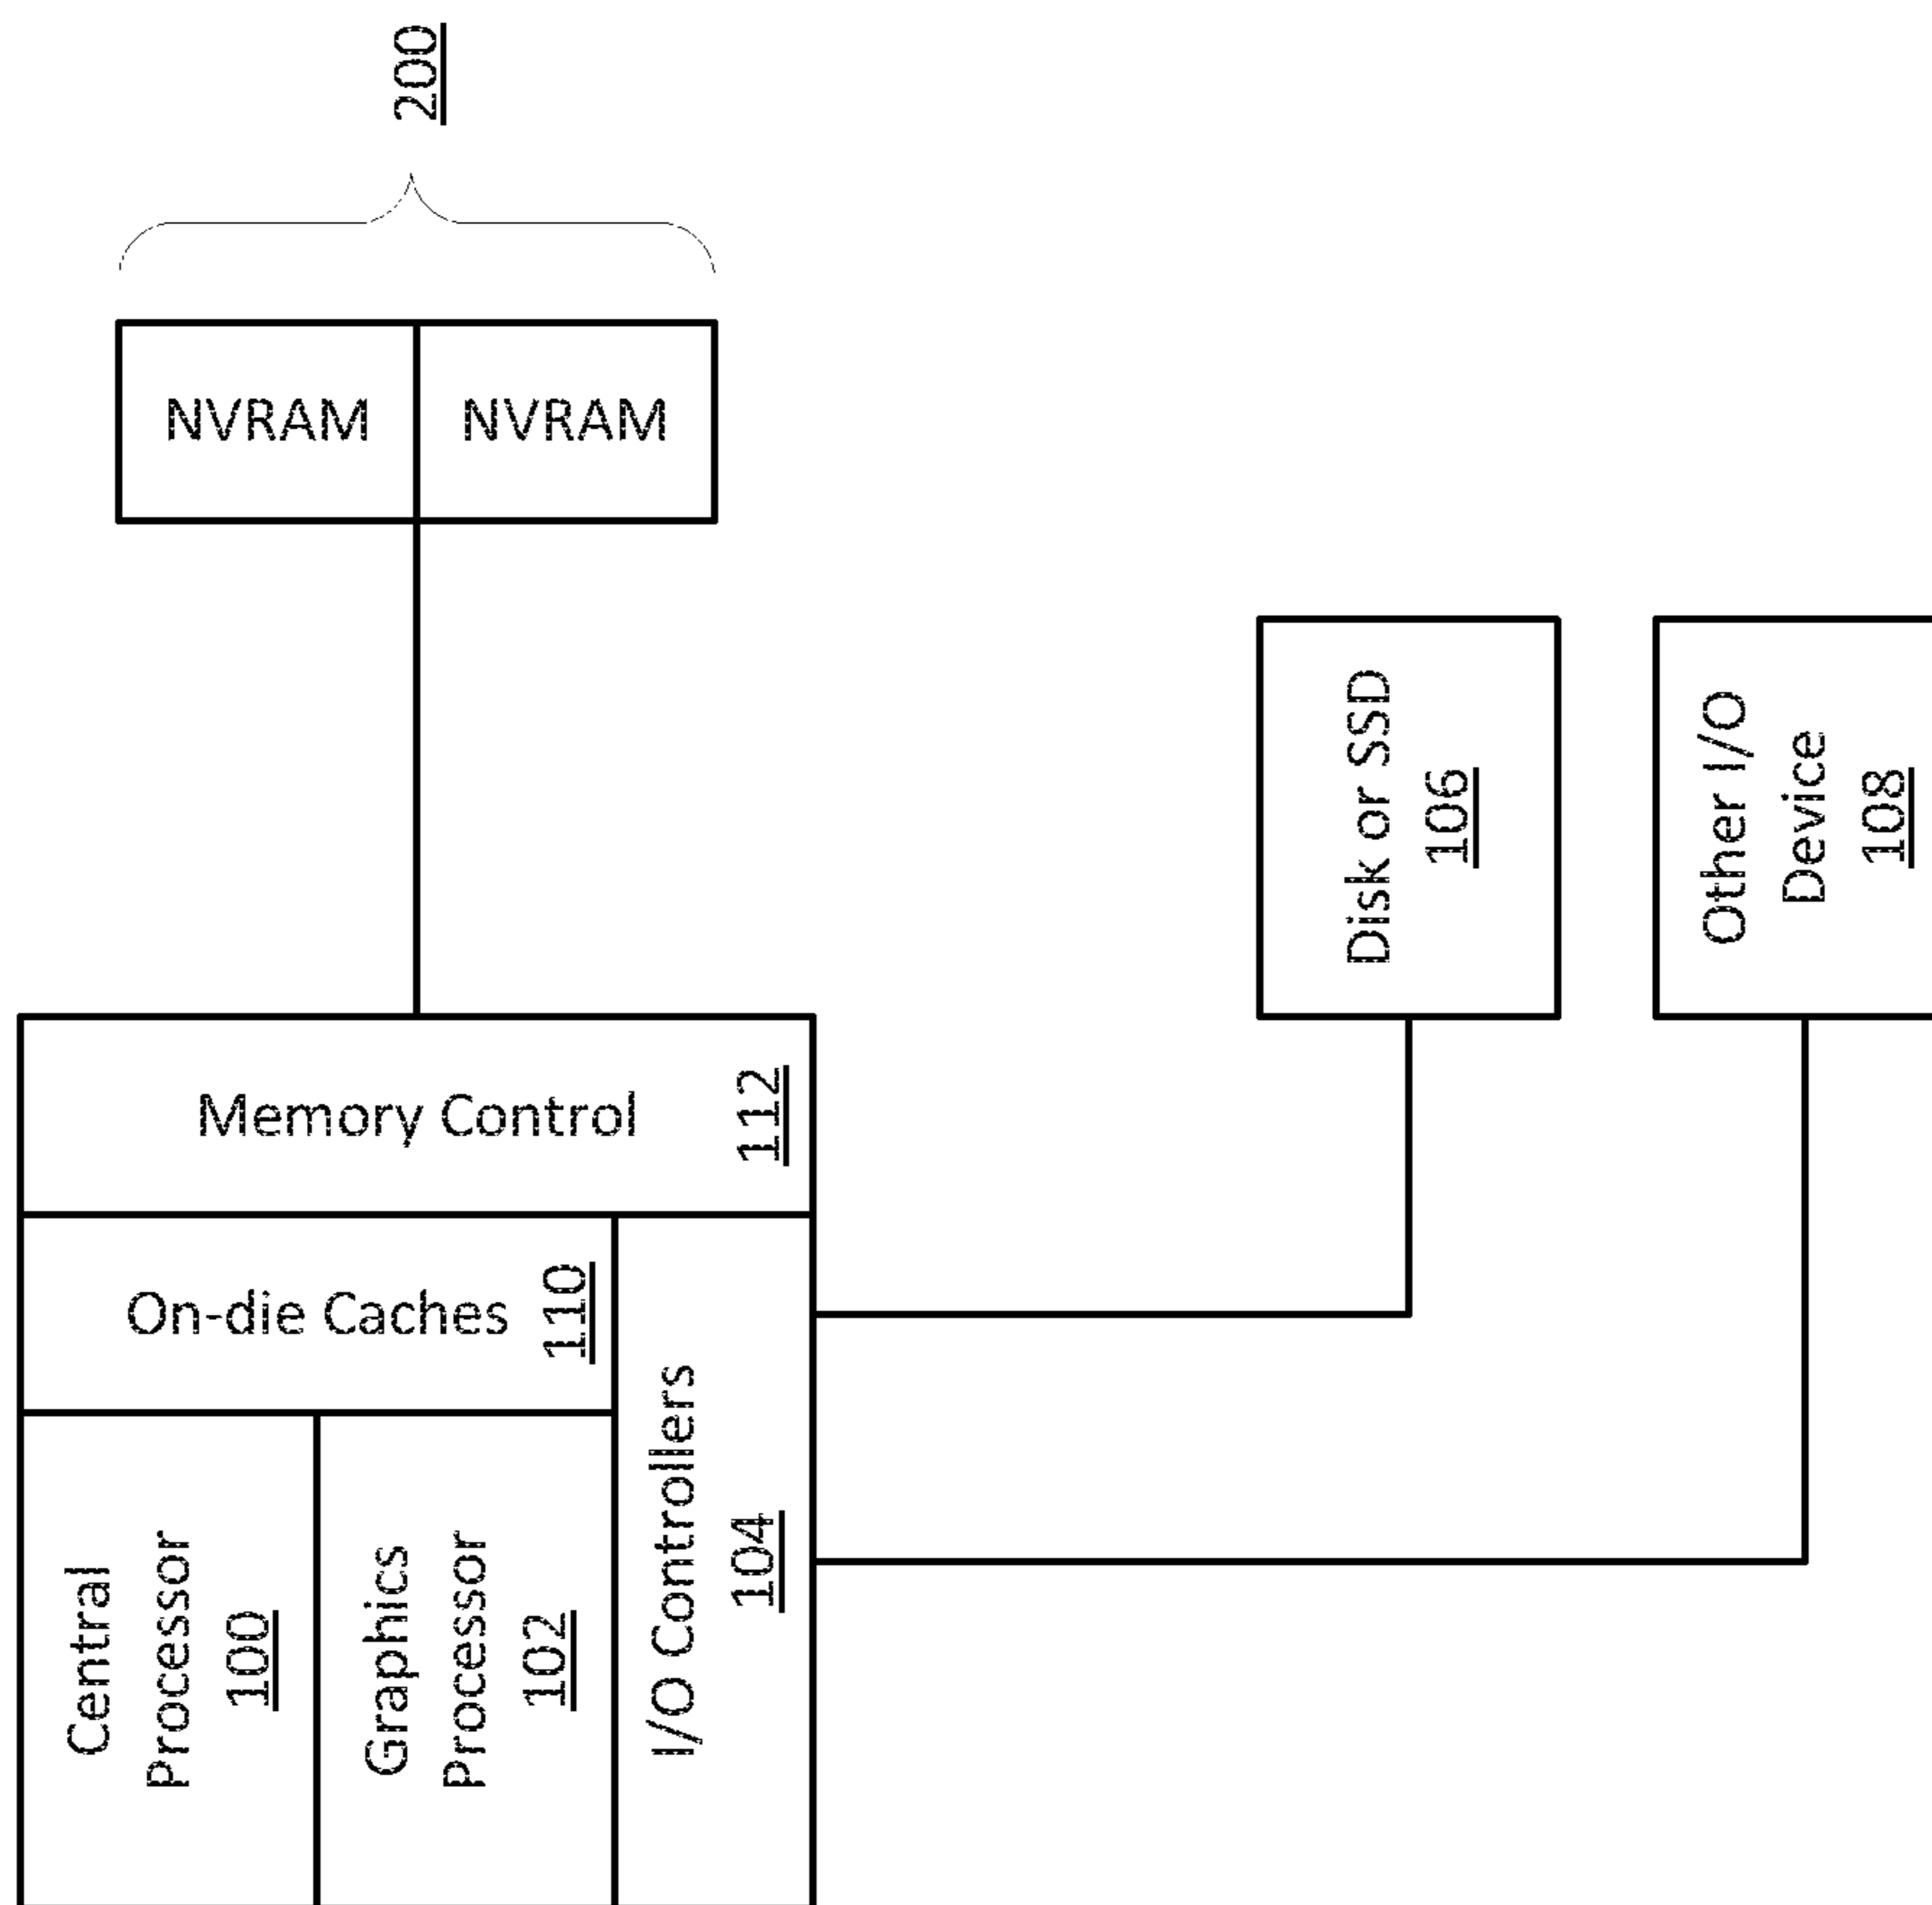 200
NVRAM
NVRAM
Memory Control
112
On-die Caches
110
Central
Processor
100
Graphics
Processor
102
I/O Controllers
104
Disk or SSD
106
Other I/O
Device
108